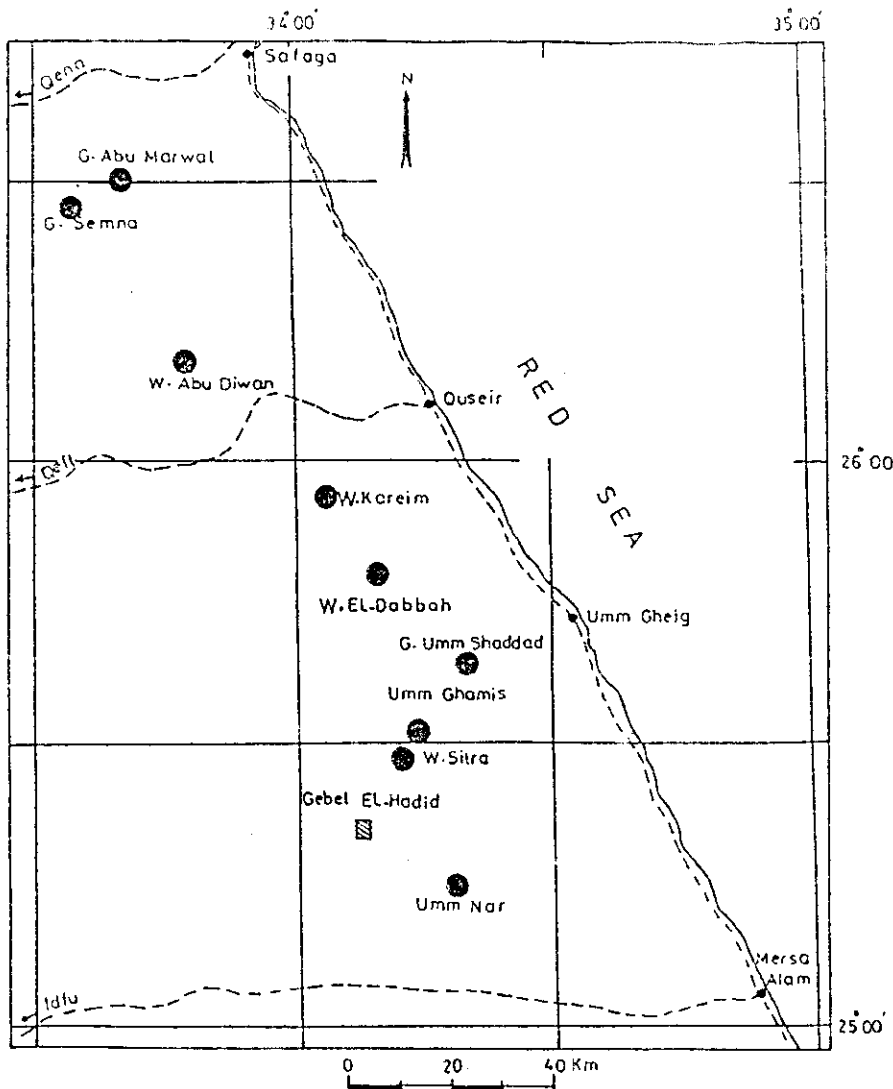 34°00'
35°00'
Safaga
Qena
N
G. Abu Marwal
G. Semna
W. Abu Diwan
Quseir
RED
SEA
Qeft
26°00
W. Kareim
W. EL-Dabbah
Umm Gheig
G. Umm Shaddad
Umm Ghamis
W. Sitra
Gebel EL-Hadid
Umm Nar
Mersa
Alam
Idfu
25°00'
0 20 40 Km